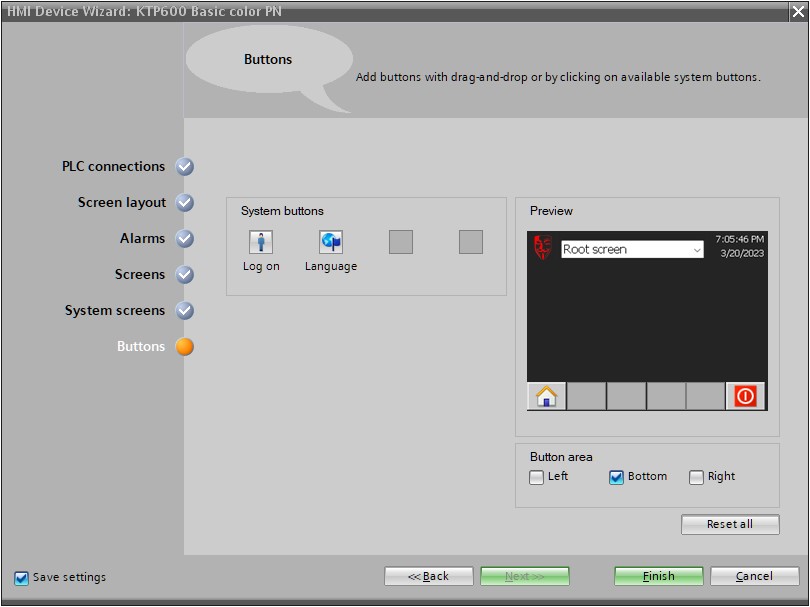 HMI Device Wizard: KTP600 Basic color PN
Buttons
Add buttons with drag-and-drop or by clicking on available system buttons.
PLC connections
Screen layout
Alarms
Screens
System screens
Buttons
System buttons
Log on
Language
Preview
Root screen
7:05:46 PM
3/20/2023
Button area
Left
Bottom
Right
Reset all
Save settings
<< Back
Next >>
Finish
Cancel